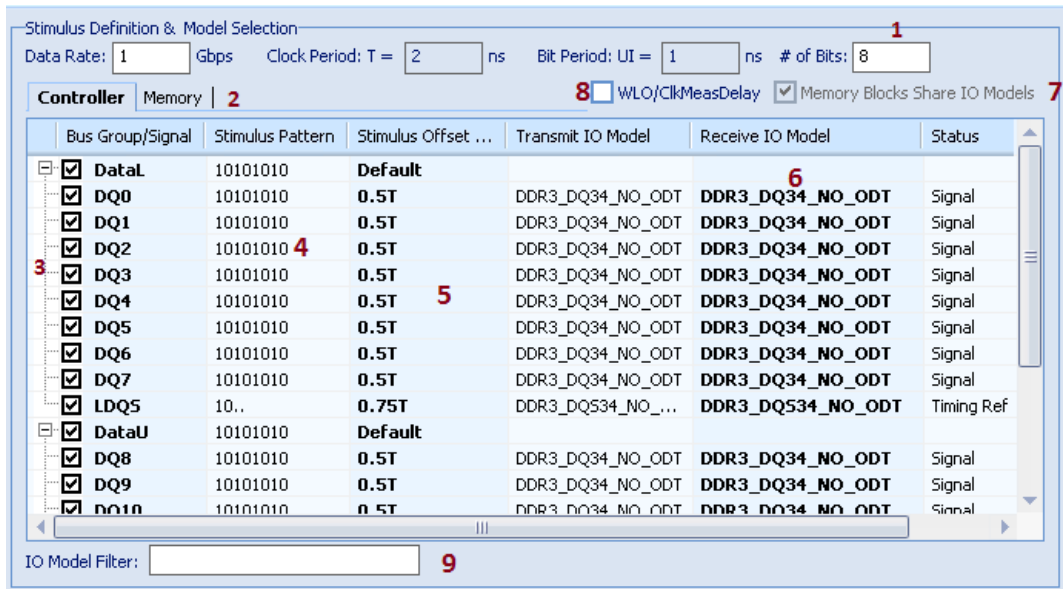 Stimulus Definition & Model Selection
1
Data Rate: 1 Gbps Clock Period: T = 2 ns Bit Period: UI = 1 ns # of Bits: 8
Controller Memory 2 8 WLO/ClkMeasDelay Memory Blocks Share IO Models 7
Bus Group/Signal Stimulus Pattern Stimulus Offset ... Transmit IO Model Receive IO Model Status
DataL 10101010 Default
6
DQ0 10101010 0.5T DDR3_DQ34_NO_ODT DDR3_DQ34_NO_ODT Signal
DQ1 10101010 0.5T DDR3_DQ34_NO_ODT DDR3_DQ34_NO_ODT Signal
DQ2 10101010 4 0.5T DDR3_DQ34_NO_ODT DDR3_DQ34_NO_ODT Signal
3 DQ3 10101010 0.5T DDR3_DQ34_NO_ODT DDR3_DQ34_NO_ODT Signal
DQ4 10101010 0.5T 5 DDR3_DQ34_NO_ODT DDR3_DQ34_NO_ODT Signal
DQ5 10101010 0.5T DDR3_DQ34_NO_ODT DDR3_DQ34_NO_ODT Signal
DQ6 10101010 0.5T DDR3_DQ34_NO_ODT DDR3_DQ34_NO_ODT Signal
DQ7 10101010 0.5T DDR3_DQ34_NO_ODT DDR3_DQ34_NO_ODT Signal
LDQS 10.. 0.75T DDR3_DQS34_NO_... DDR3_DQS34_NO_ODT Timing Ref
DataU 10101010 Default
DQ8 10101010 0.5T DDR3_DQ34_NO_ODT DDR3_DQ34_NO_ODT Signal
DQ9 10101010 0.5T DDR3_DQ34_NO_ODT DDR3_DQ34_NO_ODT Signal
DQ10 10101010 0.5T DDR3_DQ34_NO_ODT DDR3_DQ34_NO_ODT Signal
IO Model Filter: 9